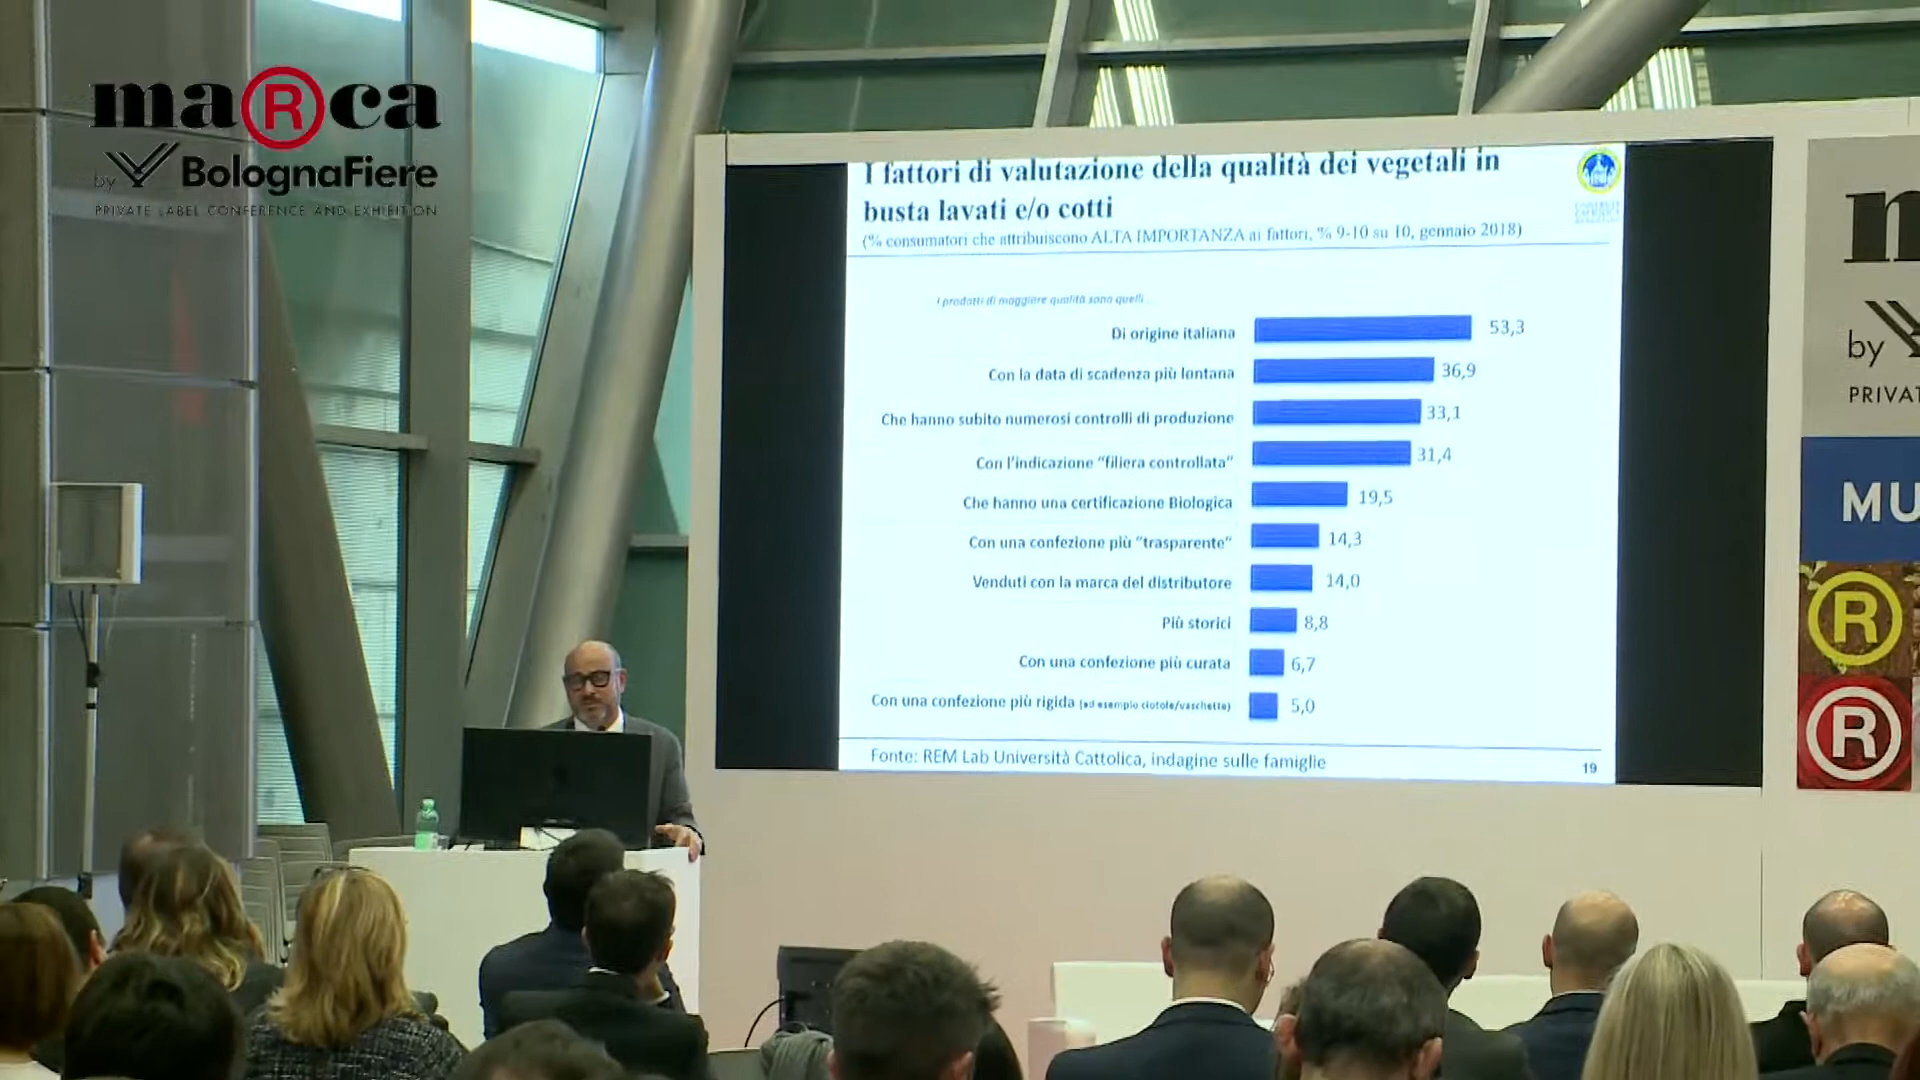 maRca
by BolognaFiere
PRIVATE LABEL CONFERENCE AND EXHIBITION
I fattori di valutazione della qualità dei vegetali in
busta lavati e/o cotti
(% consumatori che attribuiscono ALTA IMPORTANZA ai fattori, % 9-10 su 10, gennaio 2018)
I prodotti di maggiore qualità sono quelli...
Di origine italiana 53,3
Con la data di scadenza più lontana 36,9
Che hanno subito numerosi controlli di produzione 33,1
Con l'indicazione "filiera controllata" 31,4
Che hanno una certificazione Biologica 19,5
Con una confezione più "trasparente" 14,3
Venduti con la marca del distributore 14,0
Più storici 8,8
Con una confezione più curata 6,7
Con una confezione più rigida (ad esempio ciotole/vaschette) 5,0
Fonte: REM Lab Università Cattolica, indagine sulle famiglie
19
m
by
PRIVAT
MU
R
R